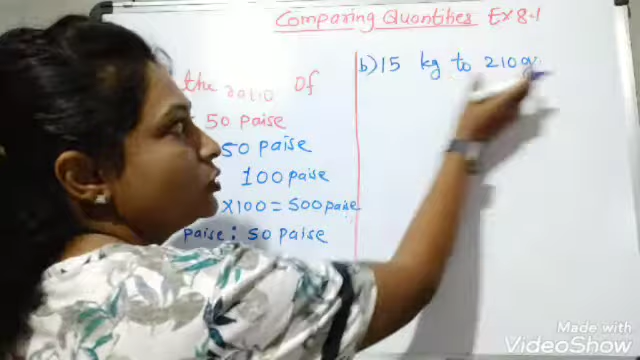 Comparing Quantities Ex 8.1
the ratio Of
50 paise
50 paise
100 paise
x100 = 500 paise
paise : 50 paise
b) 15 kg to 210
Made with
VideoShow